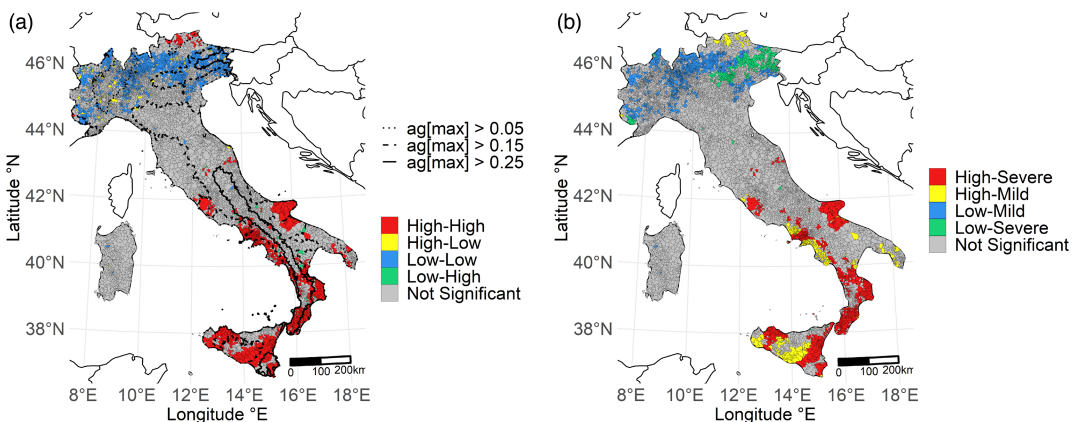 (a)
46°N
44°N
42°N
40°N
38°N
Latitude °N
8°E 10°E 12°E 14°E 16°E 18°E
Longitude °E
0 100 200km
ag[max] > 0.05
ag[max] > 0.15
ag[max] > 0.25
High-High
High-Low
Low-Low
Low-High
Not Significant
(b)
46°N
44°N
42°N
40°N
38°N
Latitude °N
8°E 10°E 12°E 14°E 16°E 18°E
Longitude °E
0 100 200km
High-Severe
High-Mild
Low-Mild
Low-Severe
Not Significant